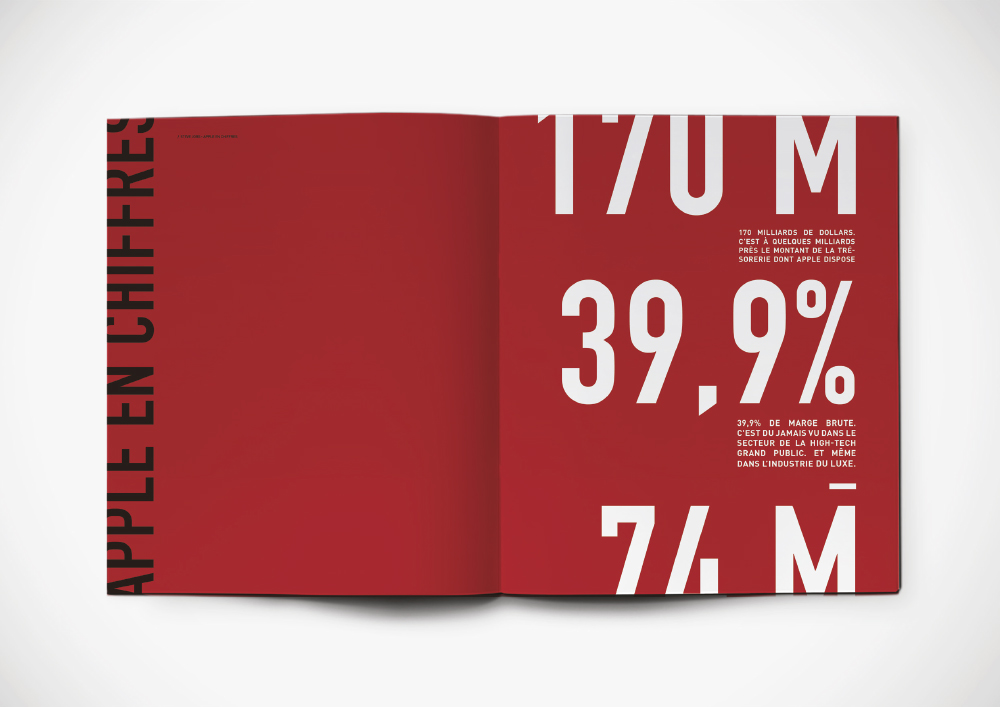 APPLE EN CHIFFRES
170 M
170 MILLIARDS DE DOLLARS.
C'EST À QUELQUES MILLIARDS
PRÈS LE MONTANT DE LA TRÉ-
SORERIE DONT APPLE DISPOSE
39,9%
39,9% DE MARGE BRUTE.
C'EST DU JAMAIS VU DANS LE
SECTEUR DE LA HIGH-TECH
GRAND PUBLIC. ET MÊME
DANS L'INDUSTRIE DU LUXE.
74 M